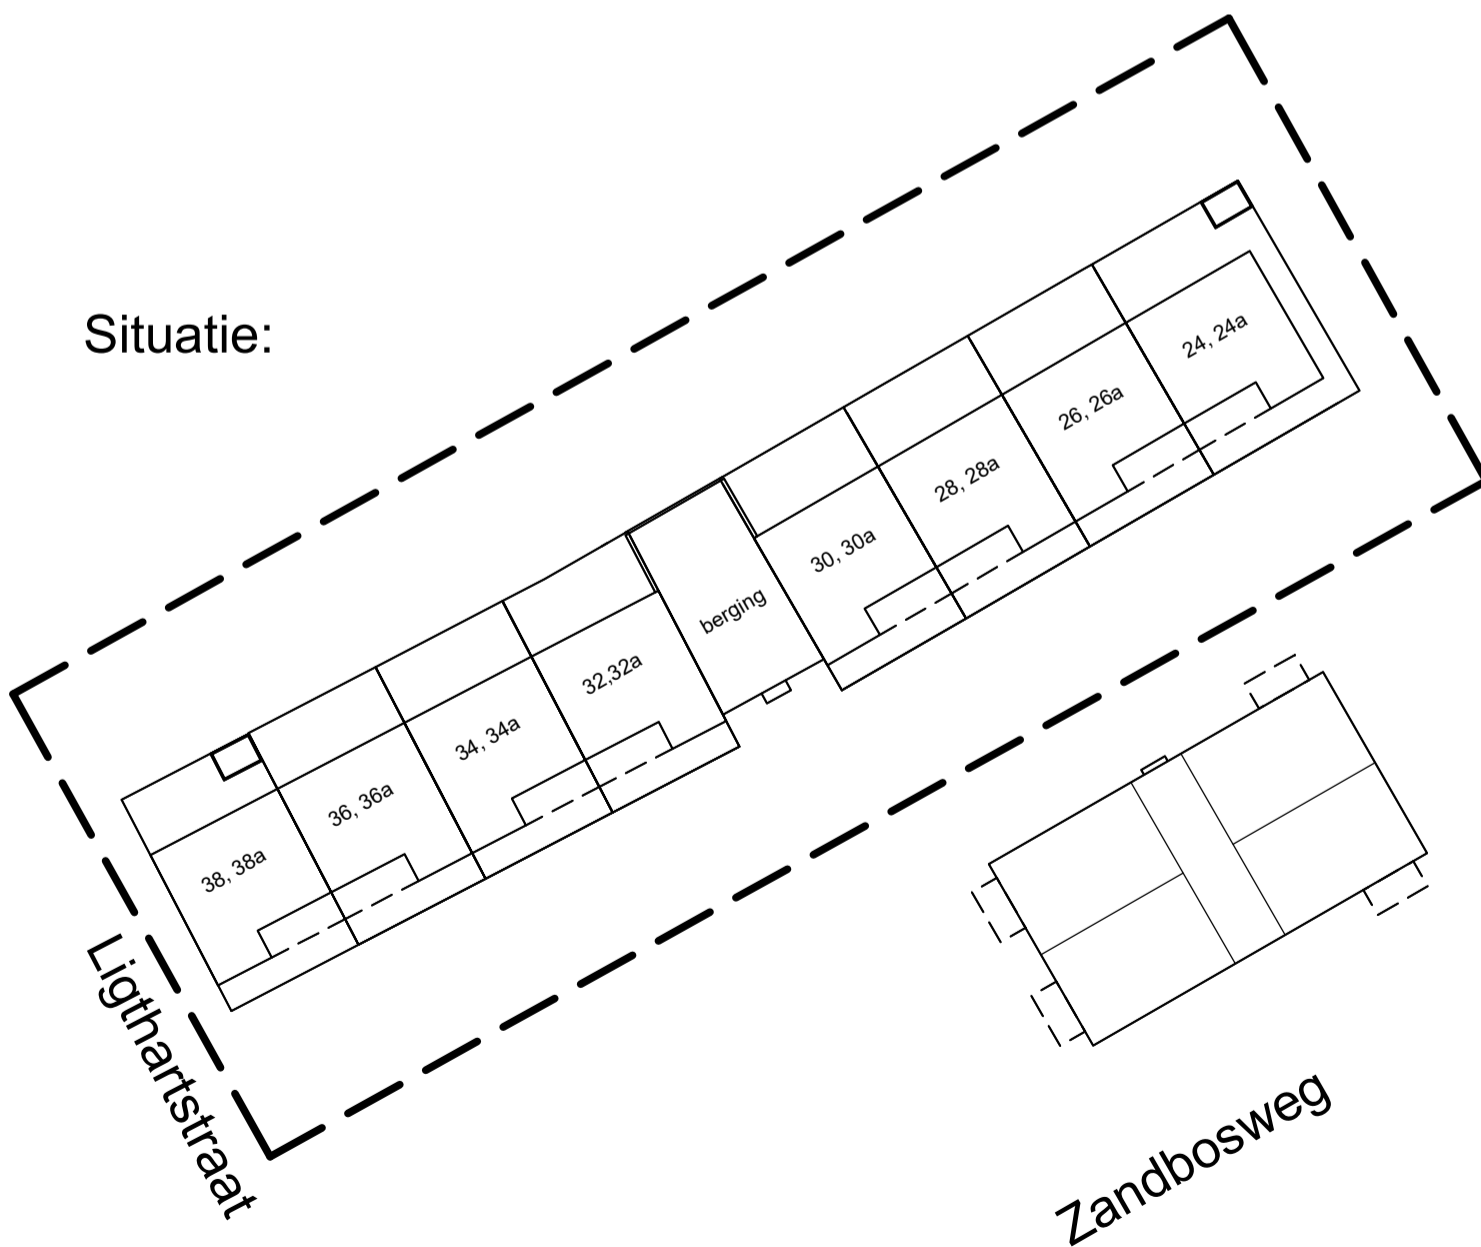 Situatie:
24, 24a
26, 26a
28, 28a
30, 30a
berging
32,32a
34, 34a
36, 36a
38, 38a
Ligthartstraat
Zandbosweg